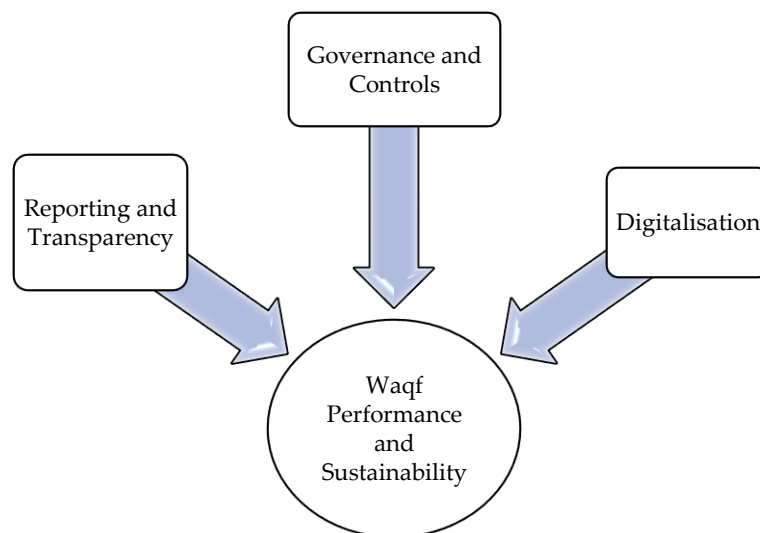 Governance and
Controls
Reporting and
Transparency
Digitalisation
Waqf
Performance
and
Sustainability